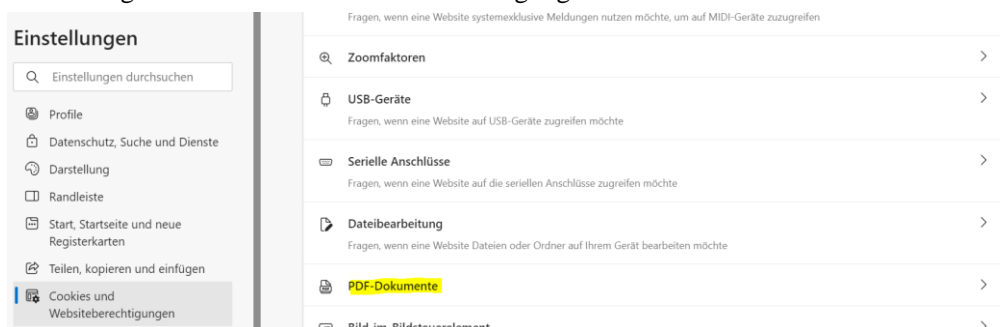 Einstellungen
Einstellungen durchsuchen
Profile
Datenschutz, Suche und Dienste
Darstellung
Randleiste
Start, Startseite und neue
Registerkarten
Teilen, kopieren und einfügen
Cookies und
Websiteberechtigungen
Fragen, wenn eine Website systemexklusive Meldungen nutzen möchte, um auf MIDI-Geräte zuzugreifen
Zoomfaktoren
USB-Geräte
Fragen, wenn eine Website auf USB-Geräte zugreifen möchte
Serielle Anschlüsse
Fragen, wenn eine Website auf die seriellen Anschlüsse zugreifen möchte
Dateibearbeitung
Fragen, wenn eine Website Dateien oder Ordner auf Ihrem Gerät bearbeiten möchte
PDF-Dokumente
Bild-im-Bildsteuerelement